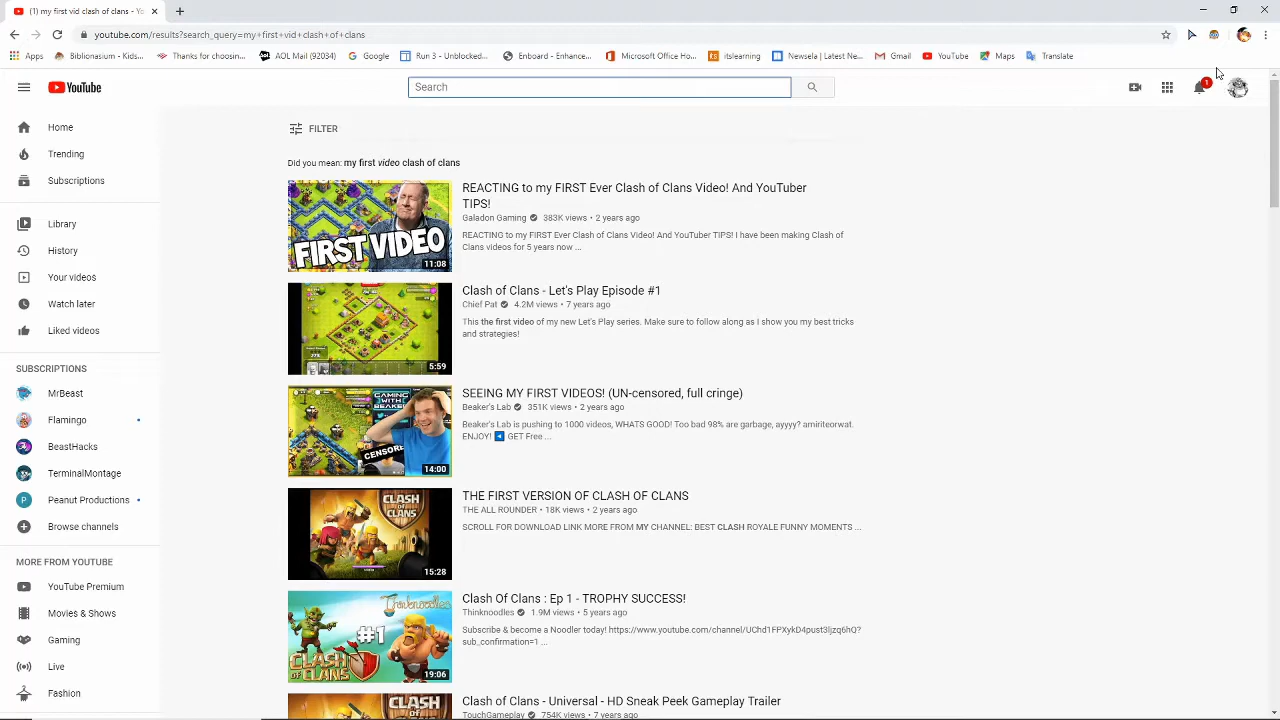 (1) my first vid clash of clans - Yo
youtube.com/results?search_query=my+first+vid+clash+of+clans
Apps
Biblionasium - Kids...
Thanks for choosing...
AOL Mail (92034)
Google
Run 3 - Unblocked...
Enboard - Enhance...
Microsoft Office Ho...
itslearning
Newsela | Latest Ne...
Gmail
YouTube
Maps
Translate
YouTube
Search
1
Home
Trending
Subscriptions
Library
History
Your videos
Watch later
Liked videos
SUBSCRIPTIONS
MrBeast
Flamingo
BeastHacks
TerminalMontage
P Peanut Productions
Browse channels
MORE FROM YOUTUBE
YouTube Premium
Movies & Shows
Gaming
Live
Fashion
FILTER
Did you mean: my first video clash of clans
FIRST VIDEO
11:08
REACTING to my FIRST Ever Clash of Clans Video! And YouTuber
TIPS!
Galadon Gaming 383K views • 2 years ago
REACTING to my FIRST Ever Clash of Clans Video! And YouTuber TIPS! I have been making Clash of
Clans videos for 5 years now ...
5:59
Clash of Clans - Let's Play Episode #1
Chief Pat 4.2M views • 7 years ago
This the first video of my new Let's Play series. Make sure to follow along as I show you my best tricks
and strategies!
GAMING
WITH
BEAKER
CENSORE
14:00
SEEING MY FIRST VIDEOS! (UN-censored, full cringe)
Beaker's Lab 351K views • 2 years ago
Beaker's Lab is pushing to 1000 videos, WHATS GOOD! Too bad 98% are garbage, ayyyy? amiriteorwat.
ENJOY! GET Free ...
CLASH
OF CLANS
15:28
THE FIRST VERSION OF CLASH OF CLANS
THE ALL ROUNDER • 18K views • 2 years ago
SCROLL FOR DOWNLOAD LINK MORE FROM MY CHANNEL: BEST CLASH ROYALE FUNNY MOMENTS ...
Thinknoodles
#1
CLASH
OF CLANS
19:06
Clash Of Clans : Ep 1 - TROPHY SUCCESS!
Thinknoodles 1.9M views • 5 years ago
Subscribe & become a Noodler today! https://www.youtube.com/channel/UChd1FPXykD4pust3ljzq6hQ?
sub_confirmation=1 ...
CLASH
Clash of Clans - Universal - HD Sneak Peek Gameplay Trailer
TouchGameplay 754K views • 7 years ago